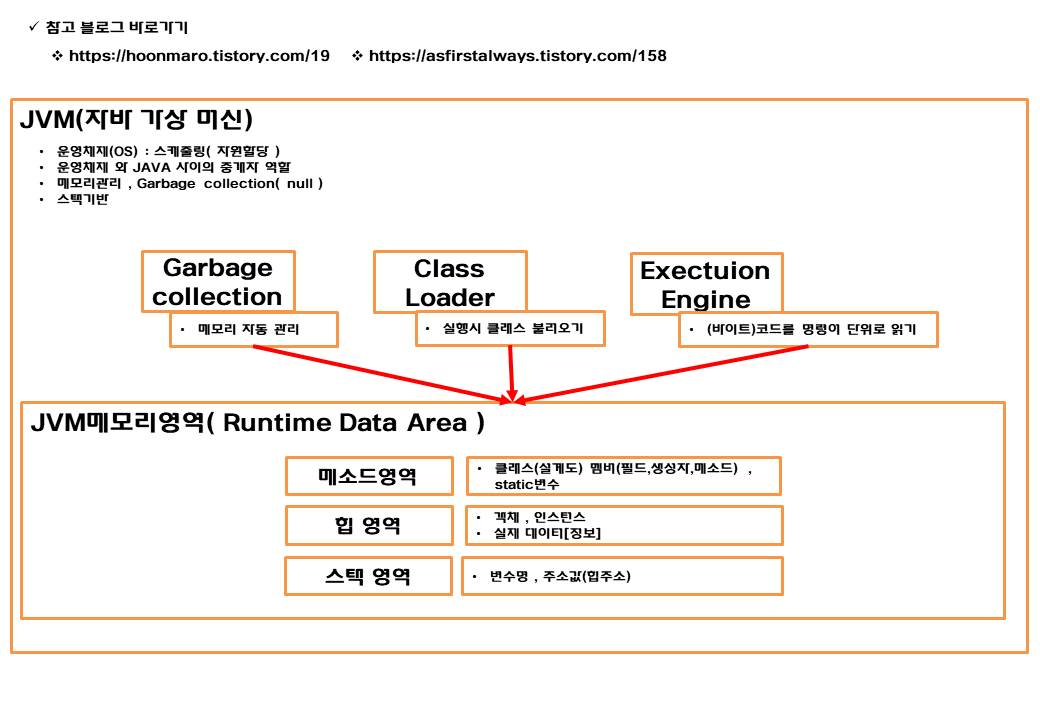 ✓ 참고 블로그 바로가기
❖ https://hoonmaro.tistory.com/19 ❖ https://asfirstalways.tistory.com/158
JVM(자바 가상 머신)
• 운영체재(OS) : 스케줄링( 자원할당 )
• 운영체재 와 JAVA 사이의 중계자 역할
• 메모리관리 , Garbage collection( null )
• 스텍기반
Garbage
collection
• 메모리 자동 관리
Class
Loader
• 실행시 클레스 불러오기
Exectuion
Engine
• (바이트)코드를 명령어 단위로 읽기
JVM메모리영역( Runtime Data Area )
메소드영역
• 클레스(설계도) 멤버(필드,생성자,메소드) ,
static변수
힙 영역
• 객체 , 인스턴스
• 실제 데이터[정보]
스텍 영역
• 변수명 , 주소값(힙주소)